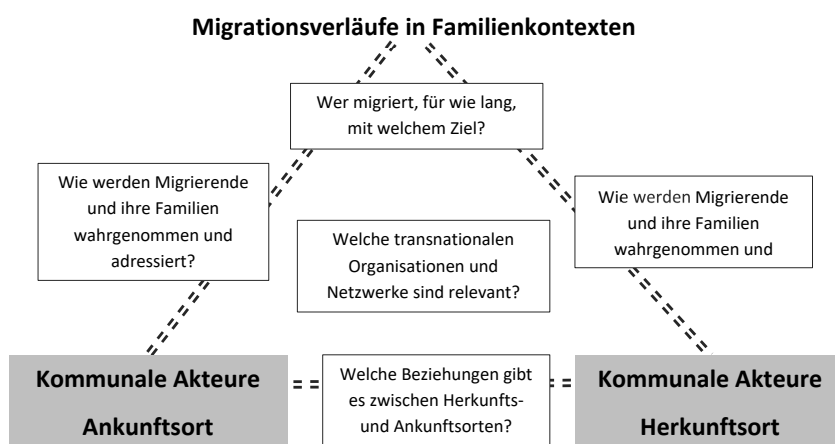 Migrationsverläufe in Familienkontexten
Wer migriert, für wie lang,
mit welchem Ziel?
Wie werden Migrierende
und ihre Familien
wahrgenommen und
adressiert?
Wie werden Migrierende
und ihre Familien
wahrgenommen und
Welche transnationalen
Organisationen und
Netzwerke sind relevant?
Kommunale Akteure
Ankunftsort
Welche Beziehungen gibt
es zwischen Herkunfts-
und Ankunftsorten?
Kommunale Akteure
Herkunftsort